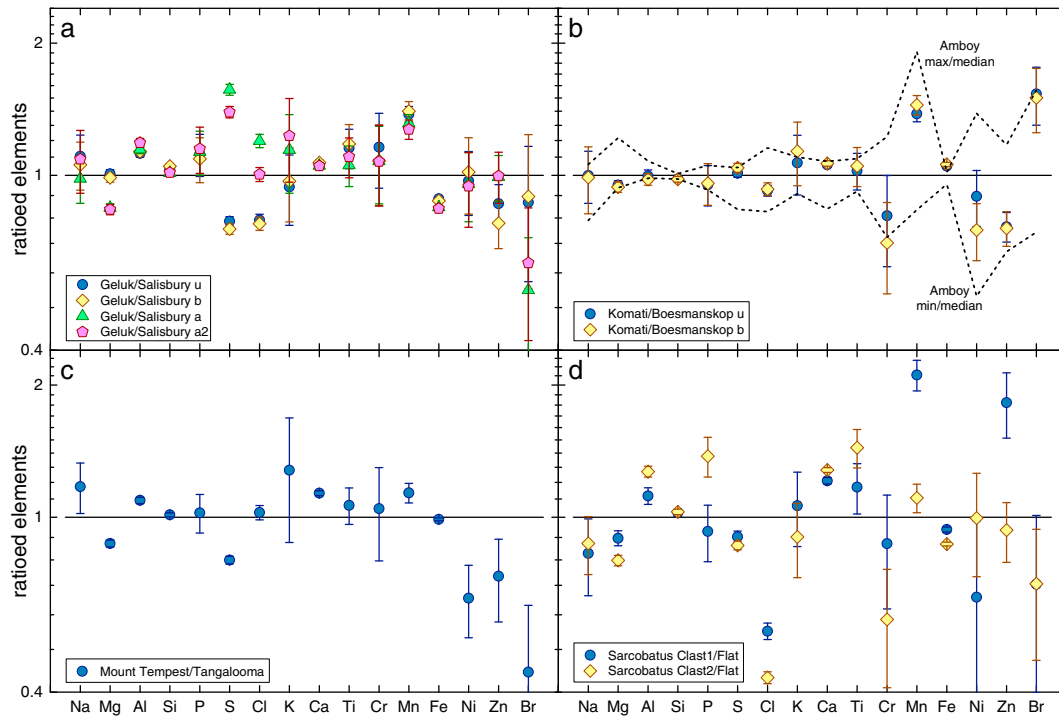 a
2
1
0.4
ratioed elements
Geluk/Salisbury u
Geluk/Salisbury b
Geluk/Salisbury a
Geluk/Salisbury a2
b
Amboy
max/median
Amboy
min/median
Komati/Boesmanskop u
Komati/Boesmanskop b
c
2
1
0.4
ratioed elements
Mount Tempest/Tangalooma
d
Sarcobatus Clast1/Flat
Sarcobatus Clast2/Flat
Na Mg Al Si P S Cl K Ca Ti Cr Mn Fe Ni Zn Br
Na Mg Al Si P S Cl K Ca Ti Cr Mn Fe Ni Zn Br